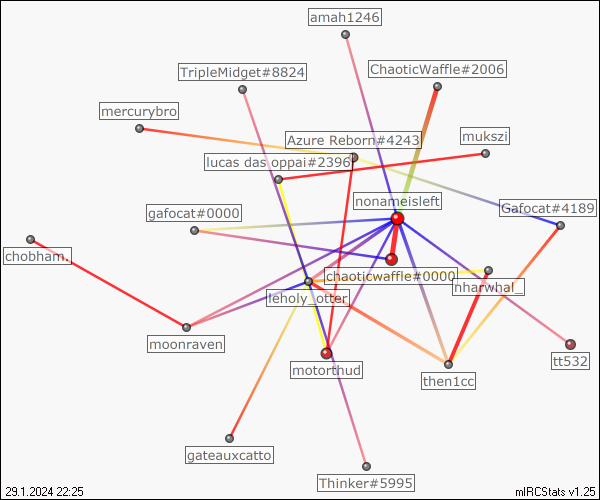 amah1246
TripleMidget#8824
ChaoticWaffle#2006
mercurybro
Azure Reborn#4243
mukszi
lucas das oppai#2396
nonameisleft
gafocat#0000
Gafocat#4189
chobham.
chaoticwaffle#0000
nharwhal_
leholy_otter
moonraven
motorthud
tt532
then1cc
gateauxcatto
Thinker#5995
29.1.2024 22:25
mIRCStats v1.25